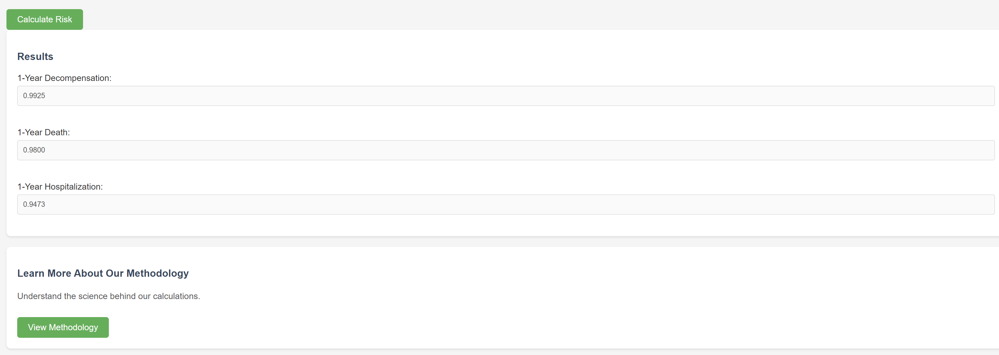 Calculate Risk
Results
1-Year Decompensation:
0.9925
1-Year Death:
0.9800
1-Year Hospitalization:
0.9473
Learn More About Our Methodology
Understand the science behind our calculations.
View Methodology